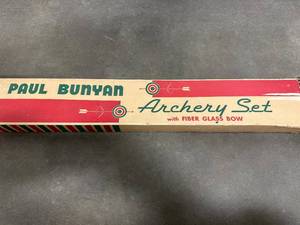 PAUL BUNYAN
Archery Set
with FIBER GLASS BOW